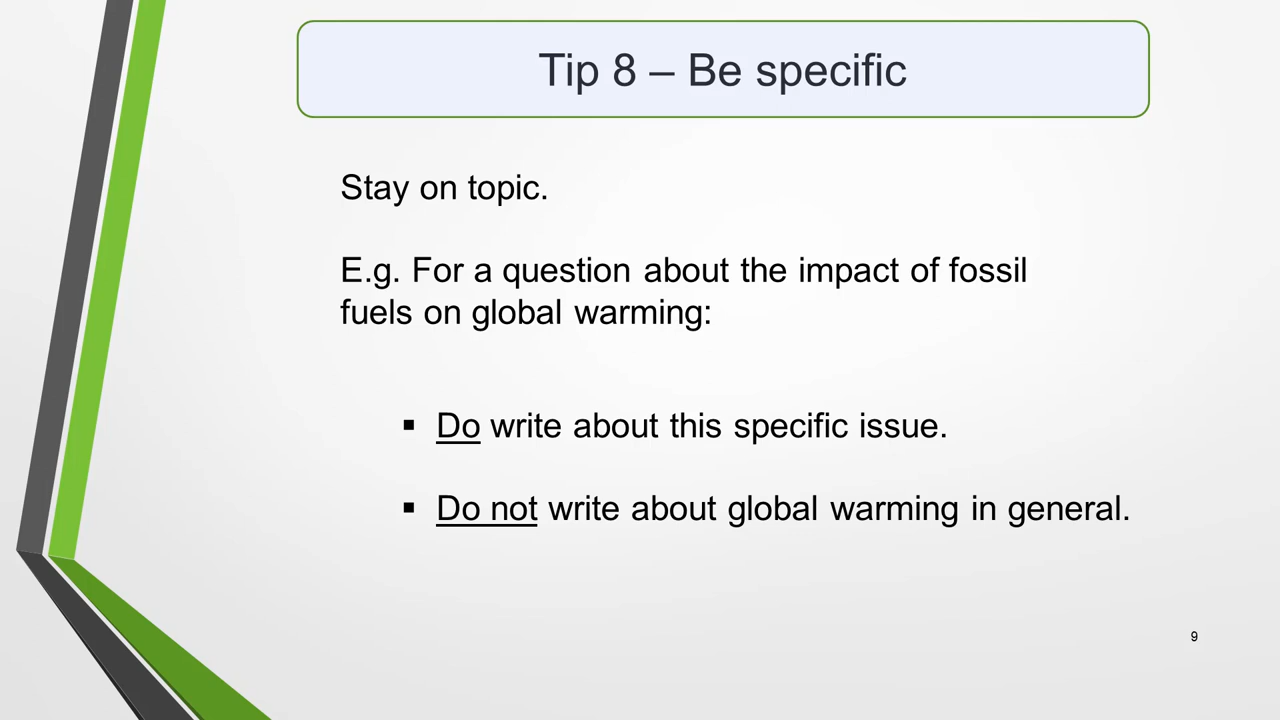 Tip 8 – Be specific
Stay on topic.
E.g. For a question about the impact of fossil
fuels on global warming:
▪ Do write about this specific issue.
▪ Do not write about global warming in general.
9